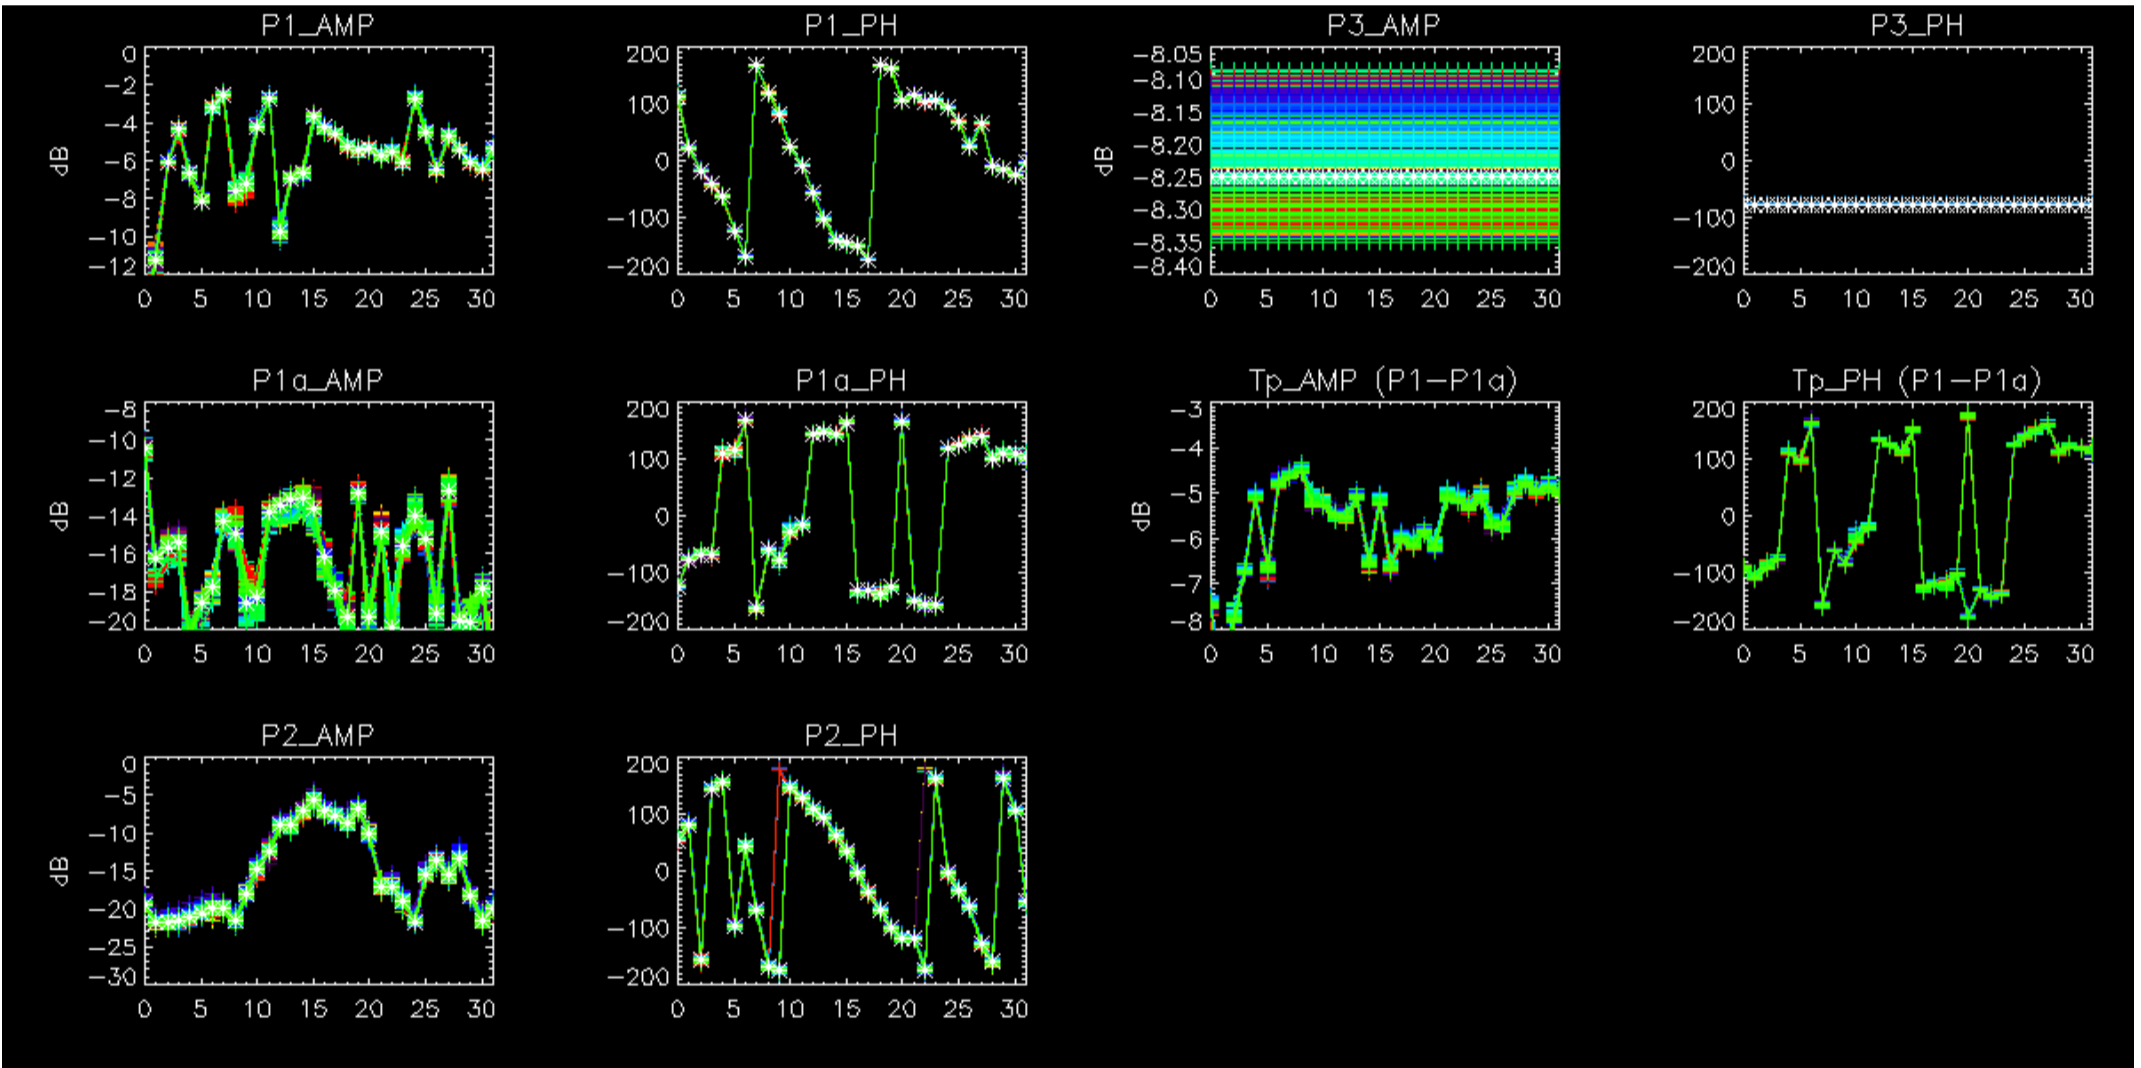 P1_AMP
P1_PH
P3_AMP
P3_PH
dB
0
-2
-4
-6
-8
-10
-12
0 5 10 15 20 25 30
200
100
0
-100
-200
0 5 10 15 20 25 30
dB
-8.05
-8.10
-8.15
-8.20
-8.25
-8.30
-8.35
-8.40
0 5 10 15 20 25 30
200
100
0
-100
-200
0 5 10 15 20 25 30
P1a_AMP
P1a_PH
Tp_AMP (P1-P1a)
Tp_PH (P1-P1a)
dB
-8
-10
-12
-14
-16
-18
-20
0 5 10 15 20 25 30
200
100
0
-100
-200
0 5 10 15 20 25 30
dB
-3
-4
-5
-6
-7
-8
0 5 10 15 20 25 30
200
100
0
-100
-200
0 5 10 15 20 25 30
P2_AMP
P2_PH
dB
0
-5
-10
-15
-20
-25
-30
0 5 10 15 20 25 30
200
100
0
-100
-200
0 5 10 15 20 25 30